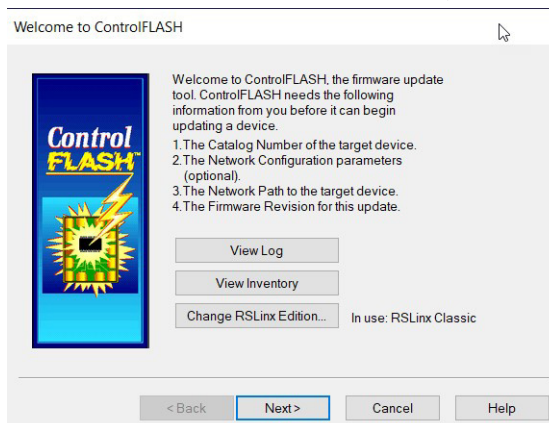 Welcome to ControlFLASH
Control
FLASH™
Welcome to ControlFLASH, the firmware update
tool. ControlFLASH needs the following
information from you before it can begin
updating a device.
1.The Catalog Number of the target device.
2.The Network Configuration parameters
(optional).
3.The Network Path to the target device.
4.The Firmware Revision for this update.
View Log
View Inventory
Change RSLinx Edition... In use: RSLinx Classic
< Back Next > Cancel Help